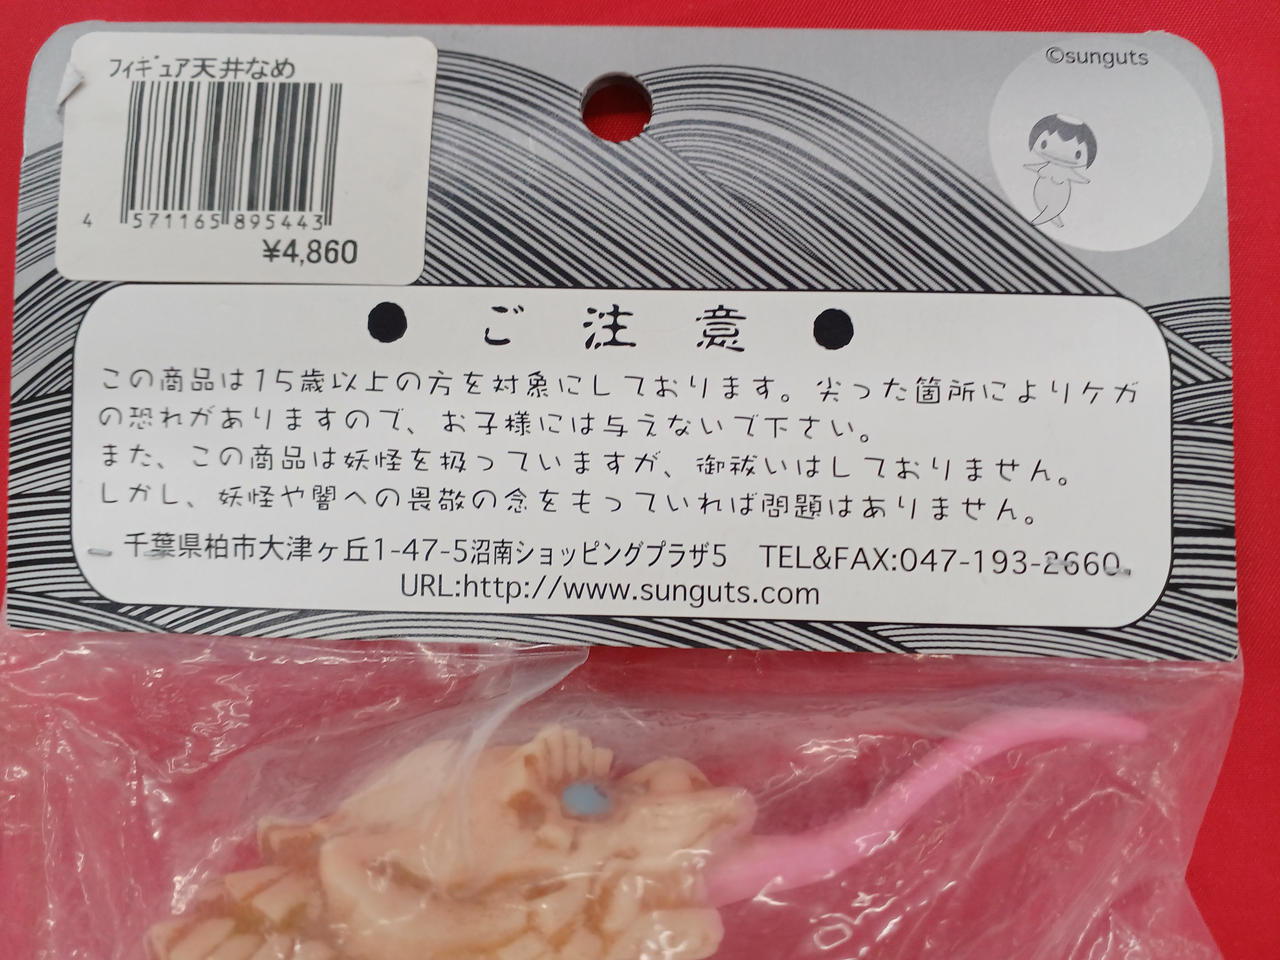 フィギュア天井なめ
4 571165 895443
¥4,860
©sunguts
● ご注意 ●
この商品は15歳以上の方を対象にしております。尖った箇所によりケガ
の恐れがありますので、お子様には与えないで下さい。
また、この商品は妖怪を扱っていますが、御祓いはしておりません。
しかし、妖怪や闇への畏敬の念をもっていれば問題はありません。
千葉県柏市大津ヶ丘1-47-5沼南ショッピングプラザ5 TEL&FAX:047-193-2660
URL:http://www.sunguts.com